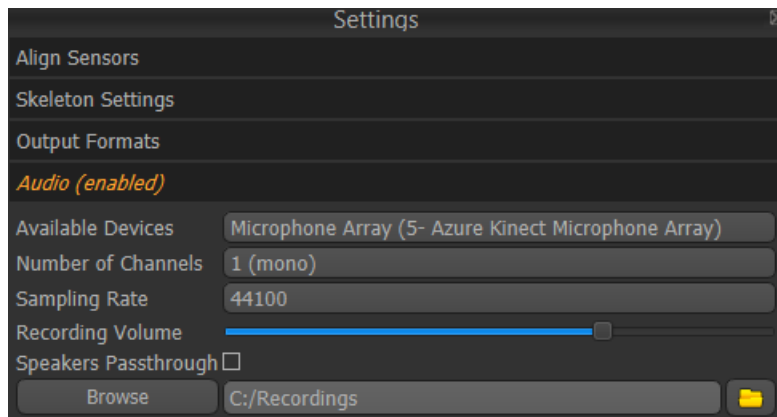 Settings
Align Sensors
Skeleton Settings
Output Formats
Audio (enabled)
Available Devices Microphone Array (5- Azure Kinect Microphone Array)
Number of Channels 1 (mono)
Sampling Rate 44100
Recording Volume
Speakers Passthrough
Browse C:/Recordings